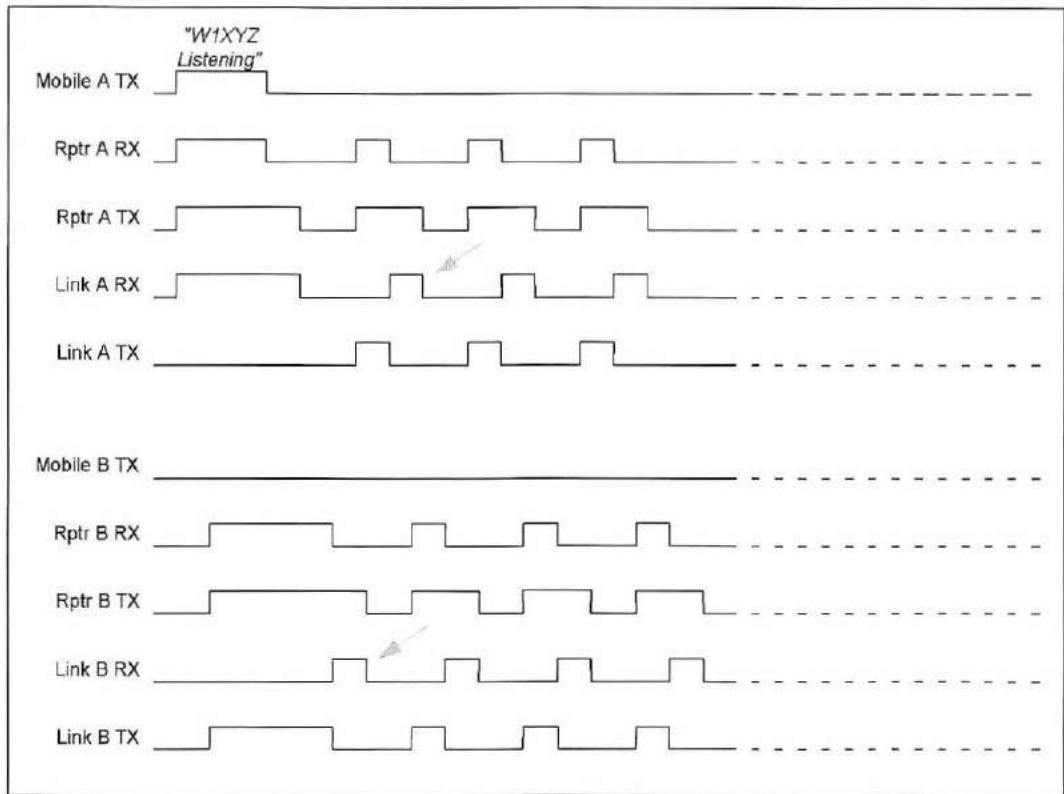 "W1XYZ
Listening"
Mobile A TX
Rptr A RX
Rptr A TX
Link A RX
Link A TX
Mobile B TX
Rptr B RX
Rptr B TX
Link B RX
Link B TX